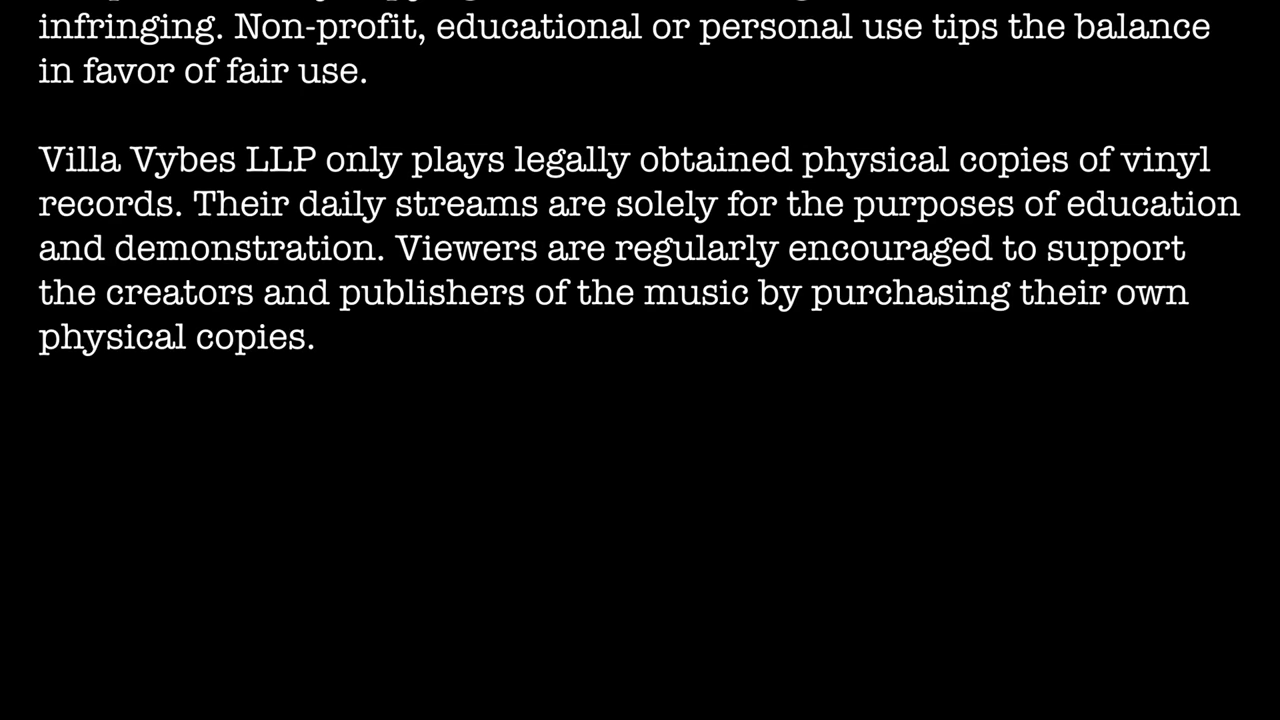 infringing. Non-profit, educational or personal use tips the balance
in favor of fair use.
Villa Vybes LLP only plays legally obtained physical copies of vinyl
records. Their daily streams are solely for the purposes of education
and demonstration. Viewers are regularly encouraged to support
the creators and publishers of the music by purchasing their own
physical copies.